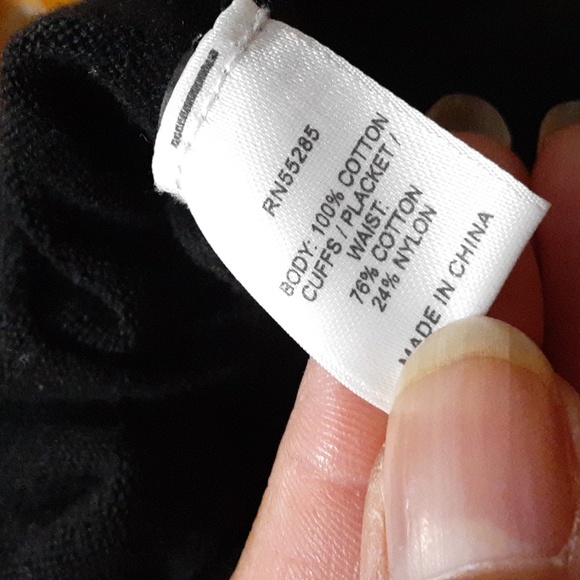 RN55285
BODY: 100% COTTON
CUFFS / PLACKET /
WAIST:
76% COTTON
24% NYLON
MADE IN CHINA